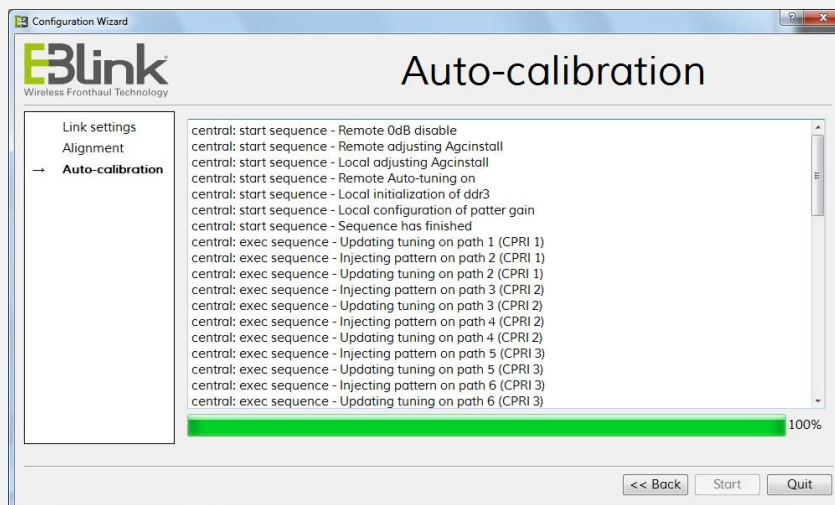 Configuration Wizard
EBlink
Wireless Fronthaul Technology
Auto-calibration
Link settings
Alignment
→ Auto-calibration
central: start sequence - Remote 0dB disable
central: start sequence - Remote adjusting Agcinstall
central: start sequence - Local adjusting Agcinstall
central: start sequence - Remote Auto-tuning on
central: start sequence - Local initialization of ddr3
central: start sequence - Local configuration of patter gain
central: start sequence - Sequence has finished
central: exec sequence - Updating tuning on path 1 (CPRI 1)
central: exec sequence - Injecting pattern on path 2 (CPRI 1)
central: exec sequence - Updating tuning on path 2 (CPRI 1)
central: exec sequence - Injecting pattern on path 3 (CPRI 2)
central: exec sequence - Updating tuning on path 3 (CPRI 2)
central: exec sequence - Injecting pattern on path 4 (CPRI 2)
central: exec sequence - Updating tuning on path 4 (CPRI 2)
central: exec sequence - Injecting pattern on path 5 (CPRI 3)
central: exec sequence - Updating tuning on path 5 (CPRI 3)
central: exec sequence - Injecting pattern on path 6 (CPRI 3)
central: exec sequence - Updating tuning on path 6 (CPRI 3)
100%
<< Back Start Quit